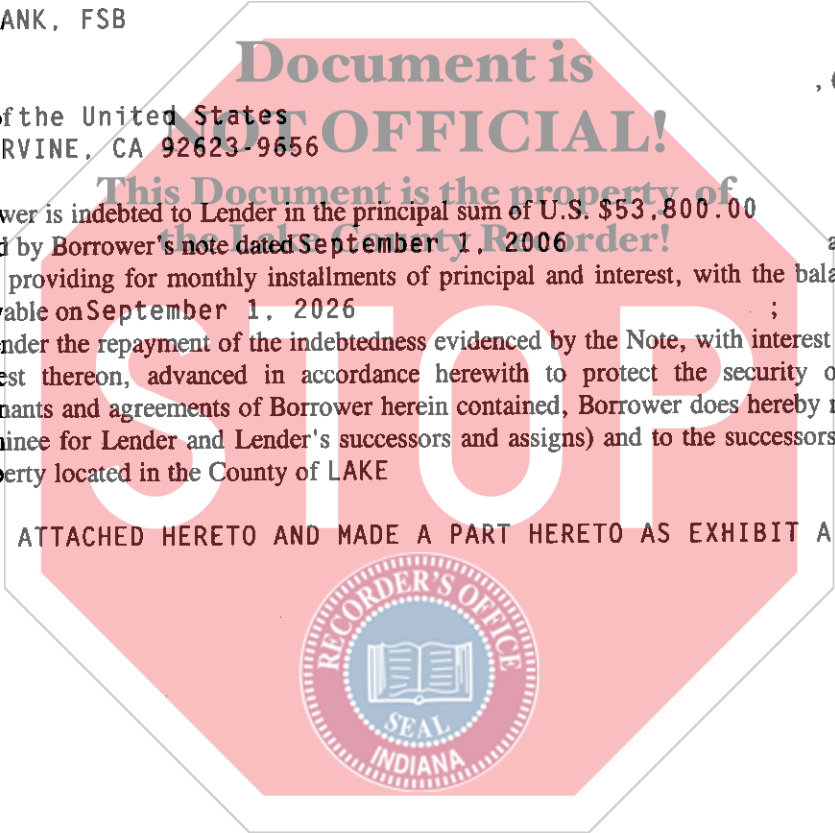 ANK, FSB
Document is
of the United States
NOT OFFICIAL!
RVINE, CA 92623-9656
This Document is the property of
wer is indebted to Lender in the principal sum of U.S. $53,800.00
the Lake County Recorder!
d by Borrower's note dated September 1, 2006
providing for monthly installments of principal and interest, with the bala
able on September 1, 2026 ;
nder the repayment of the indebtedness evidenced by the Note, with interest
est thereon, advanced in accordance herewith to protect the security o
nants and agreements of Borrower herein contained, Borrower does hereby
inee for Lender and Lender's successors and assigns) and to the successors
erty located in the County of LAKE
STOP
ATTACHED HERETO AND MADE A PART HERETO AS EXHIBIT A
RECORDER'S OFFICE
SEAL
INDIANA